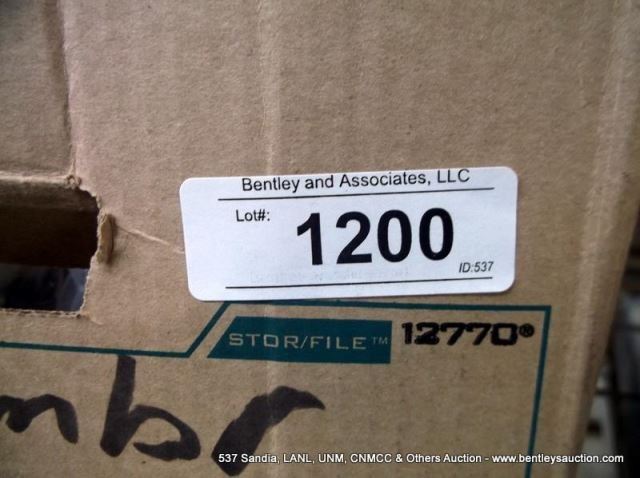 Bentley and Associates, LLC
Lot#:
1200
ID:537
STOR/FILE™ 12770®
mbr
537 Sandia, LANL, UNM, CNMCC & Others Auction - www.bentleysauction.com